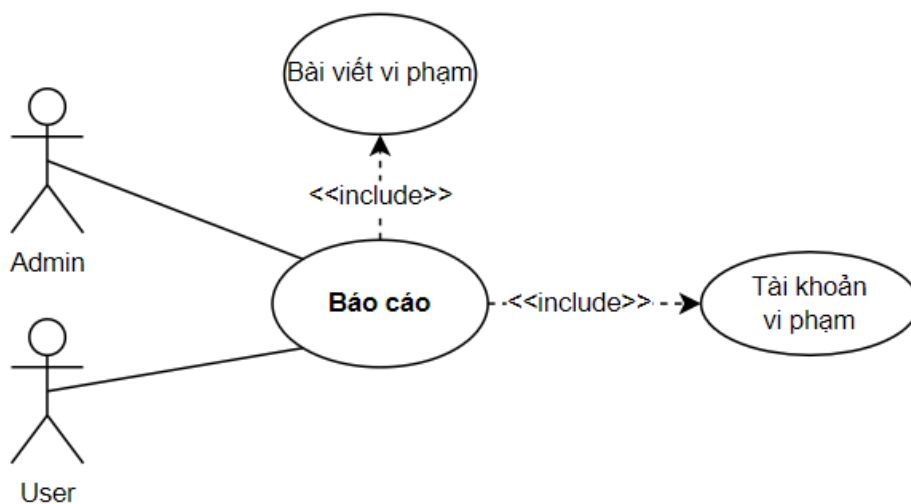 Bài viết vi phạm
<<include>>
Admin
Báo cáo
<<include>>
Tài khoản
vi phạm
User